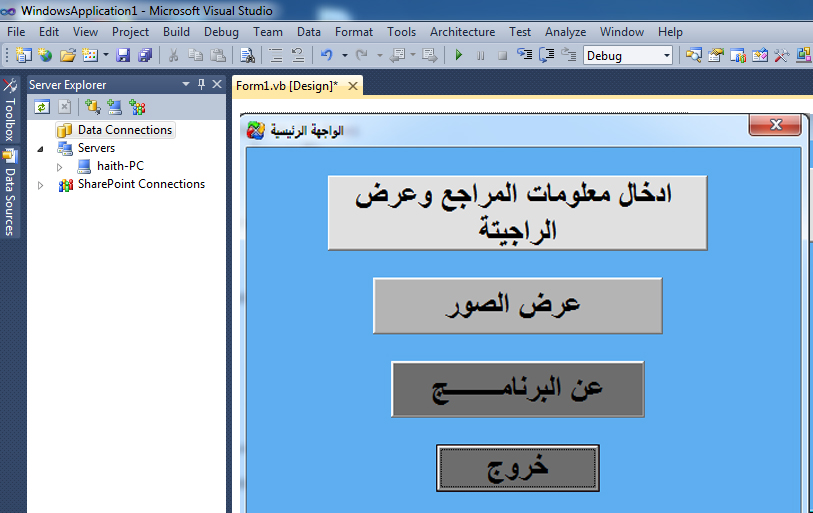 WindowsApplication1 - Microsoft Visual Studio
File Edit View Project Build Debug Team Data Format Architecture Tools Test Analyze Window Help
Debug
Toolbox
Data Sources
Server Explorer
Data Connections
Servers
haith-PC
SharePoint Connections
Form1.vb [Design]*
الواجهة الرئيسية
ادخال معلومات المراجع وعرض
الراجيتة
عرض الصور
عن البرنامـــــــج
خروج